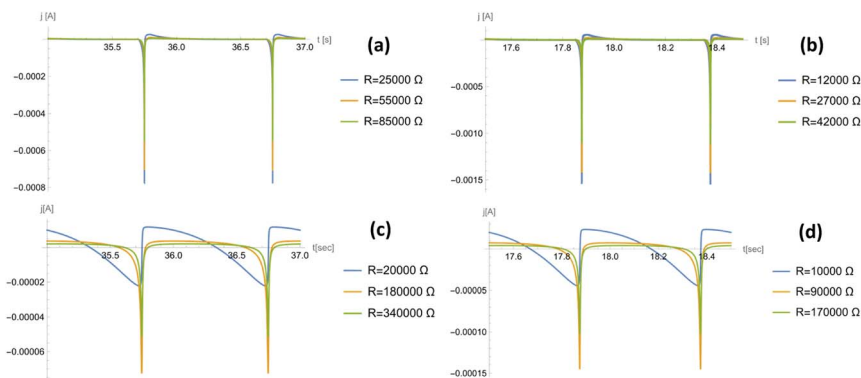 j [A]
t [s]
35.5 36.0 36.5 37.0
(a)
-0.0002
-0.0004
-0.0006
-0.0008
R=25000 Ω
R=55000 Ω
R=85000 Ω
j [A]
t [s]
17.6 17.8 18.0 18.2 18.4
(b)
-0.0005
-0.0010
-0.0015
R=12000 Ω
R=27000 Ω
R=42000 Ω
j[A]
(c)
t[sec]
35.5 36.0 36.5 37.0
-0.00002
-0.00004
-0.00006
R=20000 Ω
R=180000 Ω
R=340000 Ω
j[A]
(d)
t[sec]
17.6 17.8 18.0 18.2 18.4
-0.00005
-0.00010
-0.00015
R=10000 Ω
R=90000 Ω
R=170000 Ω